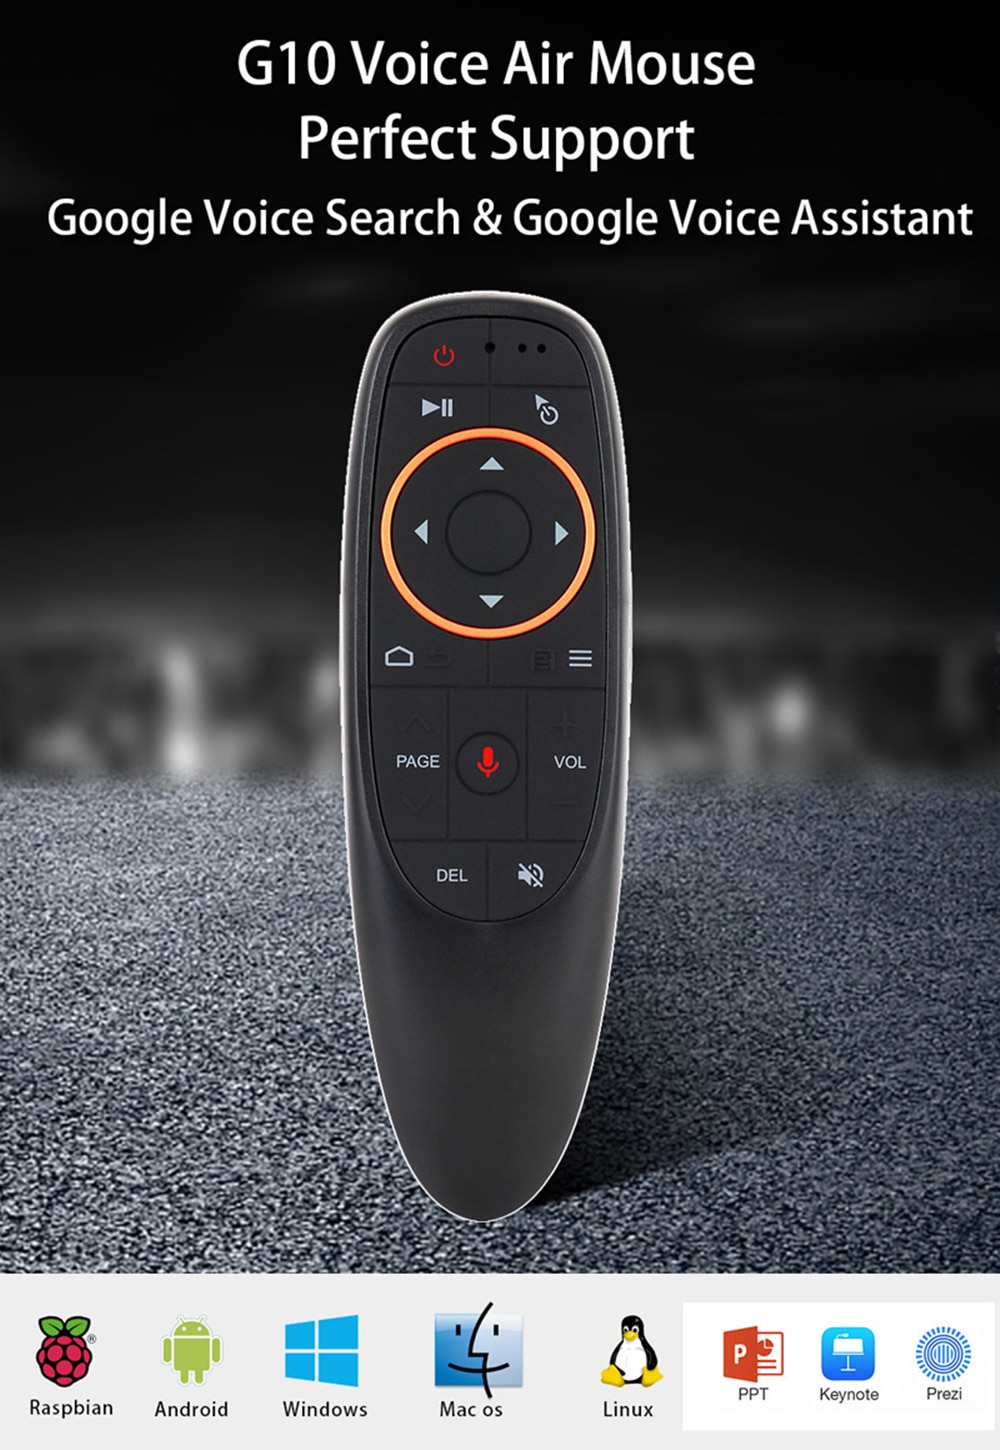 G10 Voice Air Mouse
Perfect Support
Google Voice Search & Google Voice Assistant
PAGE
VOL
DEL
Raspbian
Android
Windows
Mac os
Linux
P
PPT
Keynote
Prezi